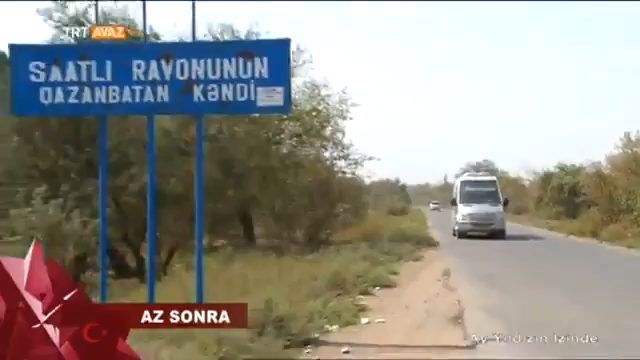 TRT AVAZ
SAATLI RAYONUNUN
QAZANBATAN KƏNDİ
AZ SONRA
Ay Yıldızın İzinde